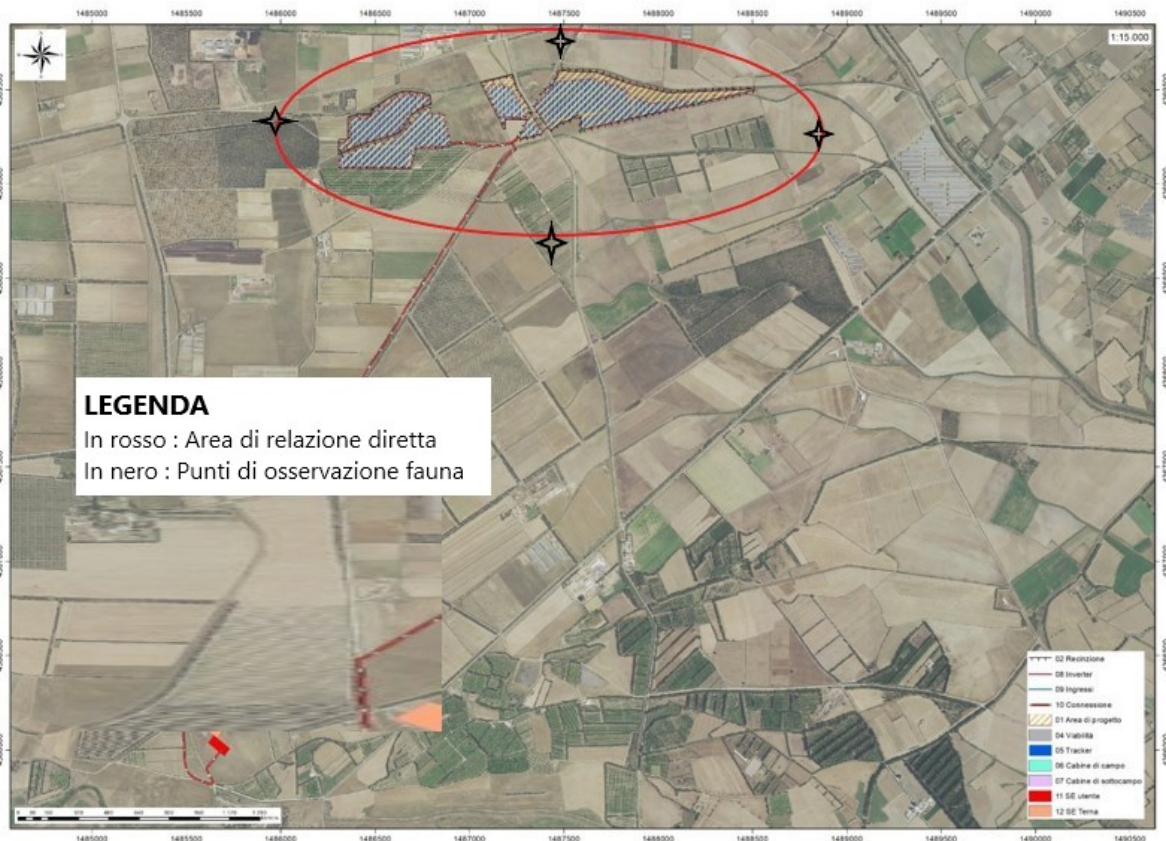 1485000 1485500 1486000 1486500 1487000 1487500 1488000 1488500 1489000 1489500 1490000 1490500
1:15.000
LEGENDA
In rosso : Area di relazione diretta
In nero : Punti di osservazione fauna
02 Recinzione
08 Inverter
09 Ingressi
10 Connessione
01 Area di progetto
04 Viabilità
05 Tracker
06 Cabine di campo
07 Cabine di sottocampo
11 SE utente
12 SE Terna
1485000 1485500 1486000 1486500 1487000 1487500 1488000 1488500 1489000 1489500 1490000 1490500